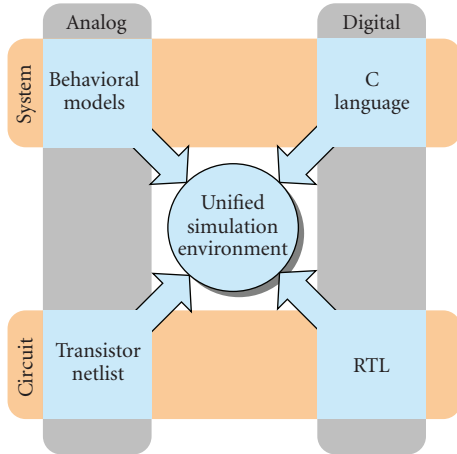 Analog
Digital
System
Behavioral
models
C
language
Unified
simulation
environment
Circuit
Transistor
netlist
RTL